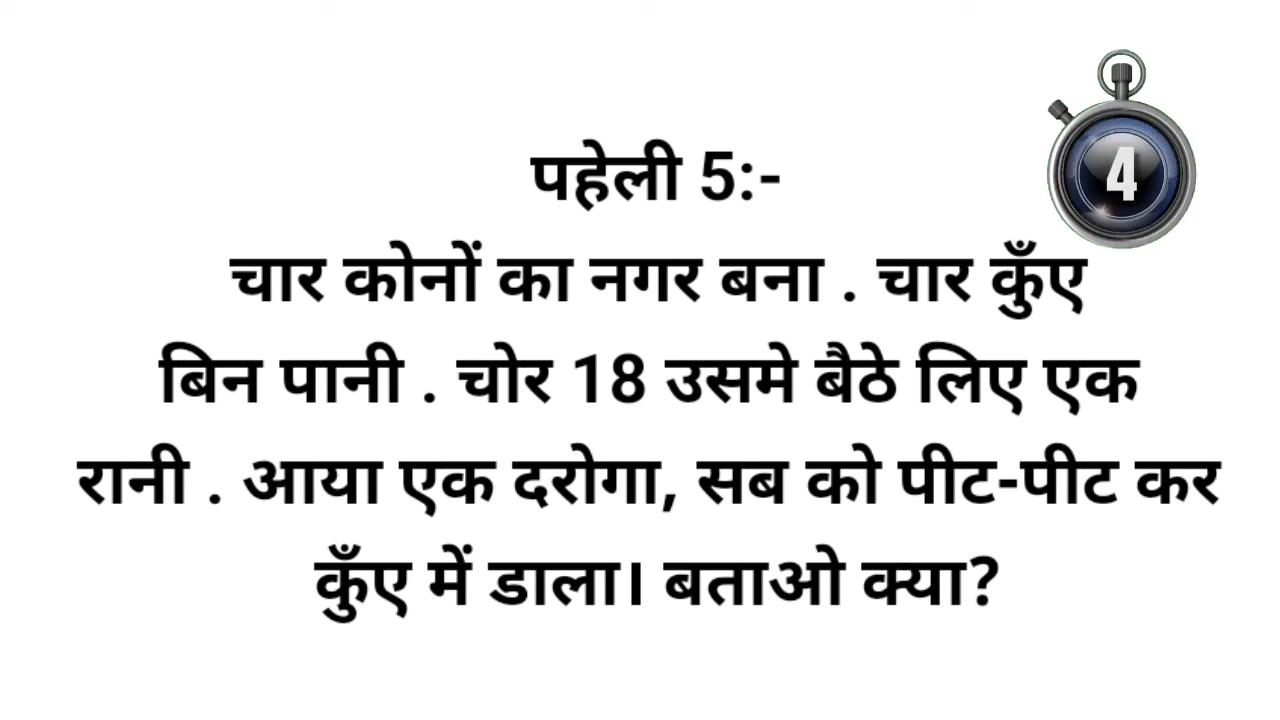 4
पहेली 5:-
चार कोनों का नगर बना . चार कुँए
बिन पानी . चोर 18 उसमे बैठे लिए एक
रानी . आया एक दरोगा, सब को पीट-पीट कर
कुँए में डाला। बताओ क्या?